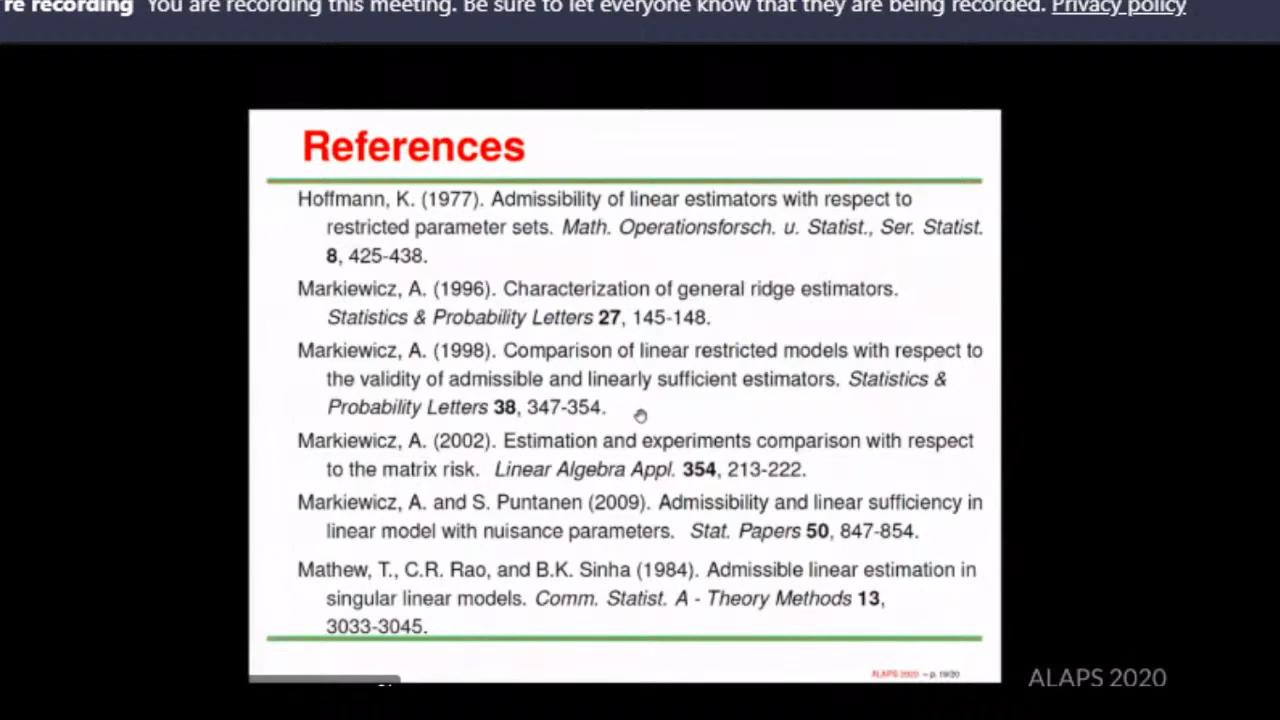 re recording You are recording this meeting. Be sure to let everyone know that they are being recorded. Privacy policy
References
Hoffmann, K. (1977). Admissibility of linear estimators with respect to
restricted parameter sets. Math. Operationsforsch. u. Statist., Ser. Statist.
8, 425-438.
Markiewicz, A. (1996). Characterization of general ridge estimators.
Statistics & Probability Letters 27, 145-148.
Markiewicz, A. (1998). Comparison of linear restricted models with respect to
the validity of admissible and linearly sufficient estimators. Statistics &
Probability Letters 38, 347-354.
Markiewicz, A. (2002). Estimation and experiments comparison with respect
to the matrix risk. Linear Algebra Appl. 354, 213-222.
Markiewicz, A. and S. Puntanen (2009). Admissibility and linear sufficiency in
linear model with nuisance parameters. Stat. Papers 50, 847-854.
Mathew, T., C.R. Rao, and B.K. Sinha (1984). Admissible linear estimation in
singular linear models. Comm. Statist. A - Theory Methods 13,
3033-3045.
ALAPS 2020 – p. 19/20
ALAPS 2020